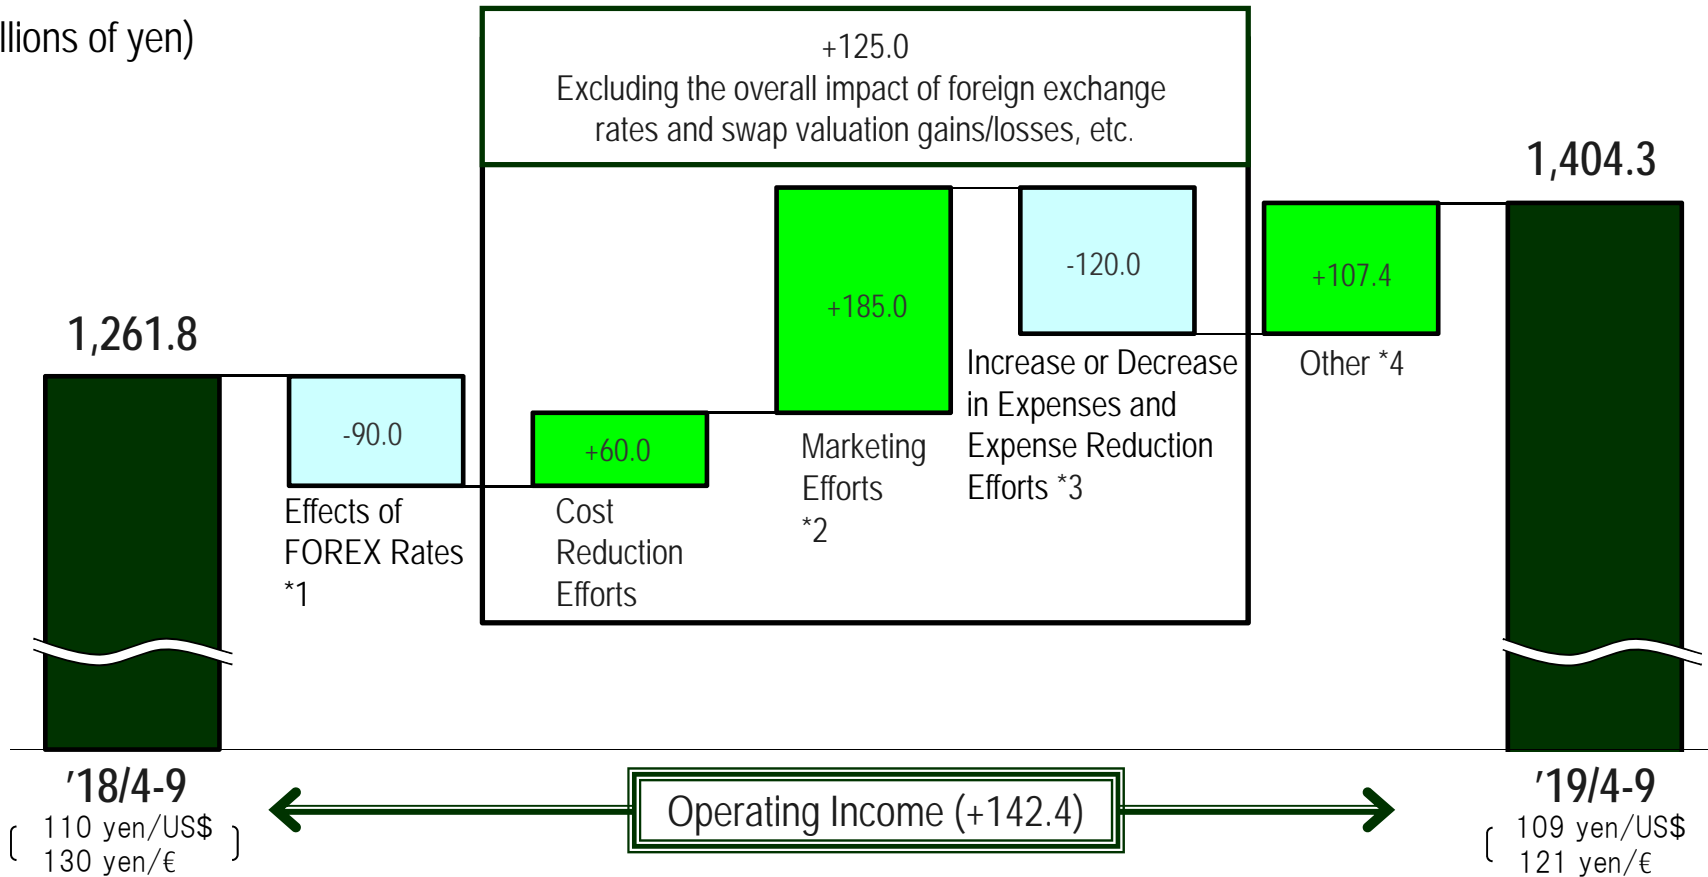 llions of yen)
+125.0
Excluding the overall impact of foreign exchange
rates and swap valuation gains/losses, etc.
1,404.3
1,261.8
-90.0
+60.0
+185.0
-120.0
+107.4
Effects of
FOREX Rates
*1
Cost
Reduction
Efforts
Marketing
Efforts
*2
Increase or Decrease
in Expenses and
Expense Reduction
Efforts *3
Other *4
'18/4-9
110 yen/US$
130 yen/€
Operating Income (+142.4)
'19/4-9
109 yen/US$
121 yen/€